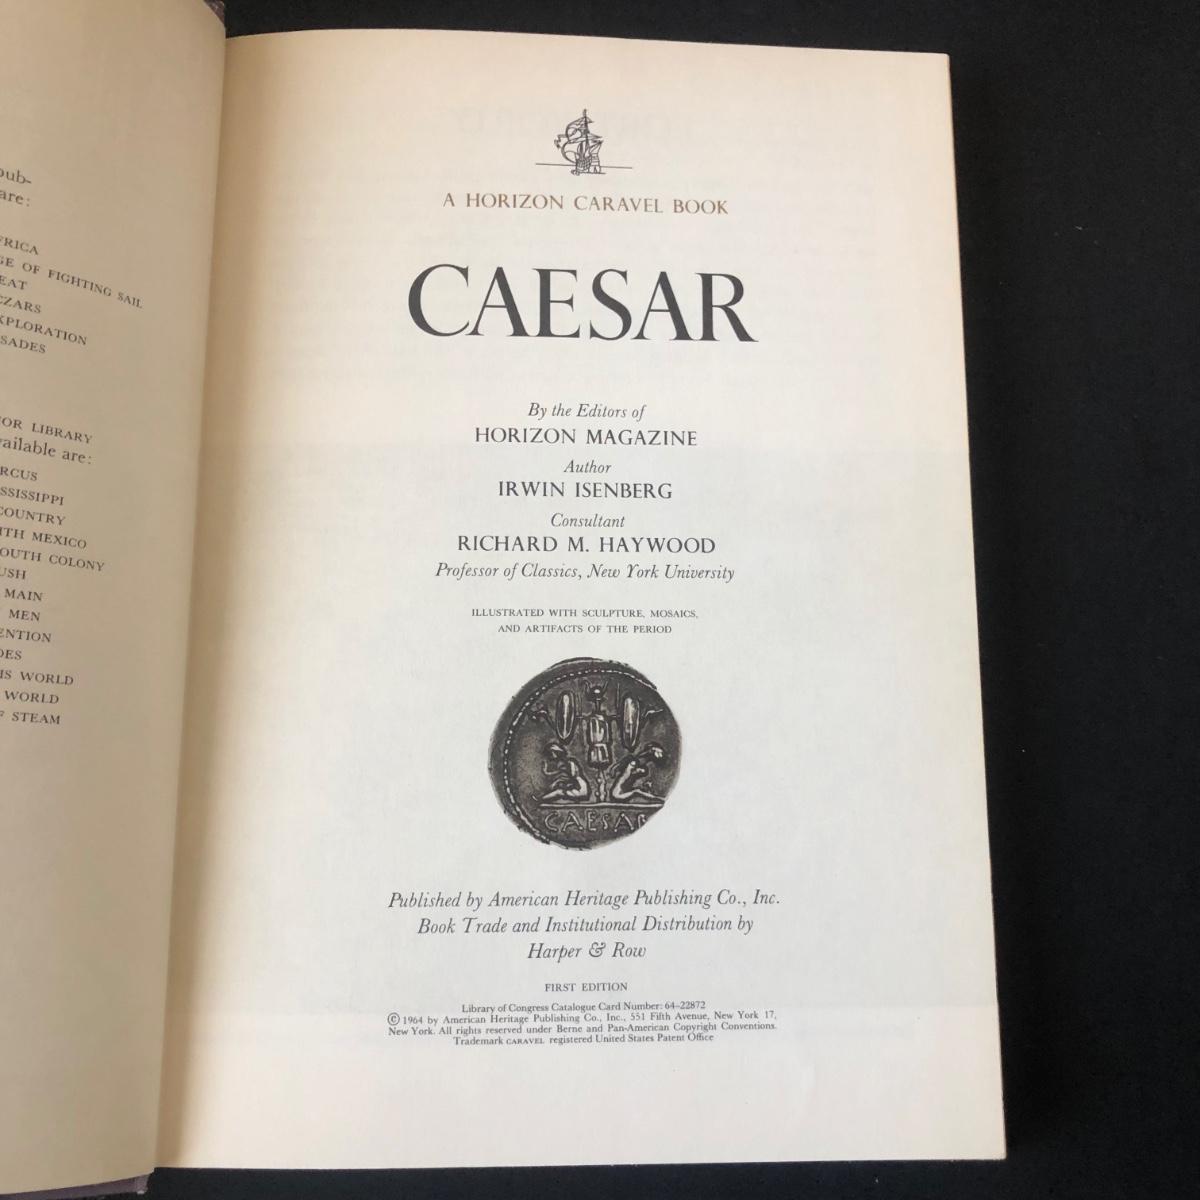 pub-
are:
FRICA
GE OF FIGHTING SAIL
EAT
CZARS
XPLORATION
SADES
OR LIBRARY
vailable are:
RCUS
SSISSIPPI
COUNTRY
ITH MEXICO
OUTH COLONY
USH
MAIN
MEN
ENTION
DES
IS WORLD
WORLD
F STEAM
A HORIZON CARAVEL BOOK
CAESAR
By the Editors of
HORIZON MAGAZINE
Author
IRWIN ISENBERG
Consultant
RICHARD M. HAYWOOD
Professor of Classics, New York University
ILLUSTRATED WITH SCULPTURE, MOSAICS,
AND ARTIFACTS OF THE PERIOD
CAESAR
Published by American Heritage Publishing Co., Inc.
Book Trade and Institutional Distribution by
Harper & Row
FIRST EDITION
Library of Congress Catalogue Card Number: 64–22872
© 1964 by American Heritage Publishing Co., Inc., 551 Fifth Avenue, New York 17,
New York. All rights reserved under Berne and Pan-American Copyright Conventions.
Trademark CARAVEL registered United States Patent Office